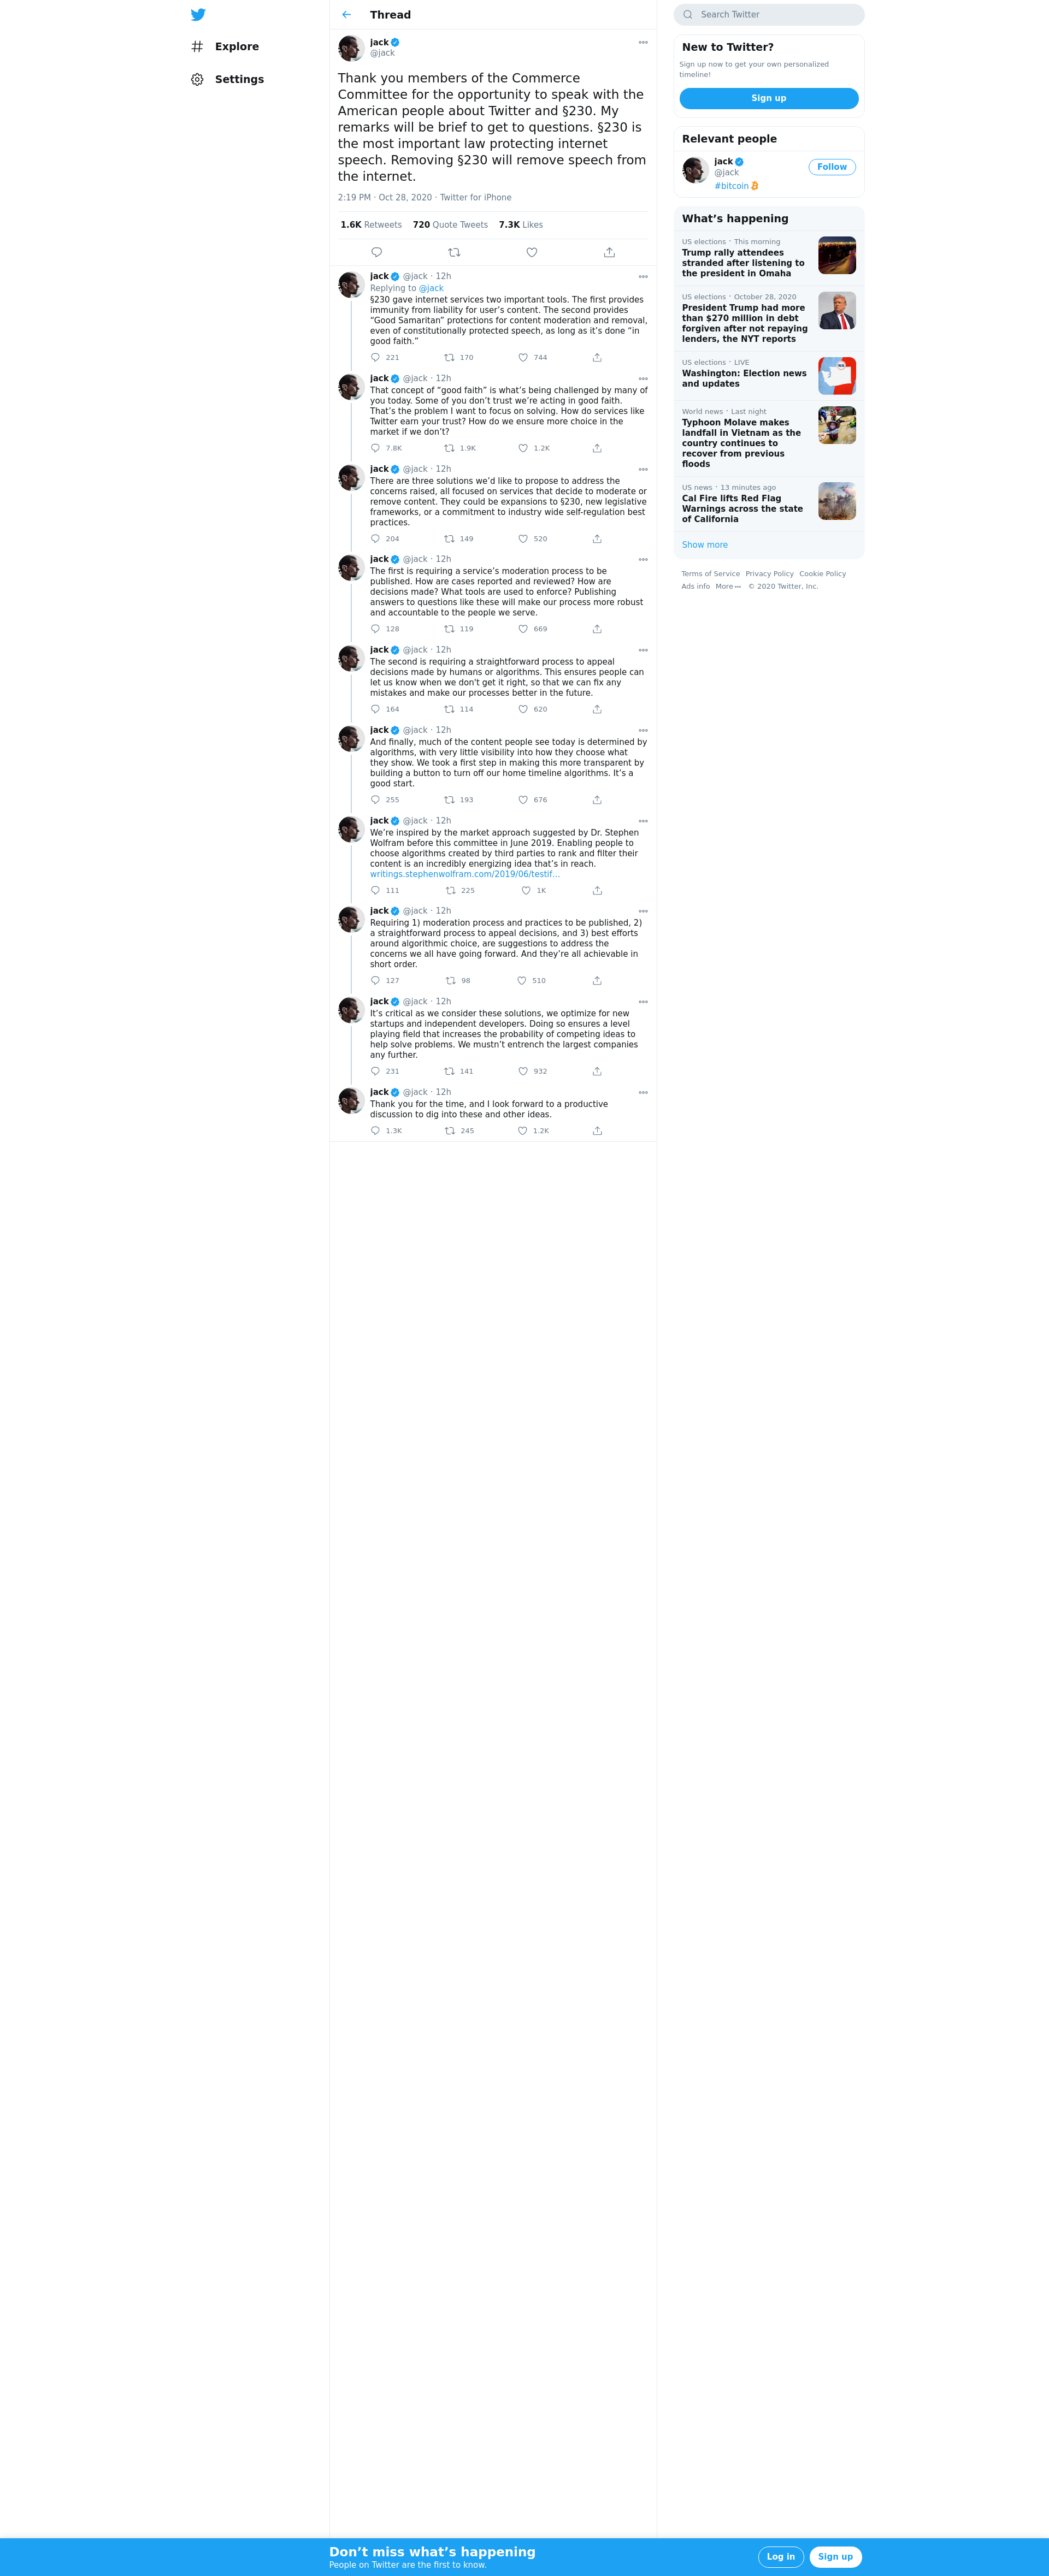 Explore
Settings
Thread
jack
@jack
Thank you members of the Commerce
Committee for the opportunity to speak with the
American people about Twitter and §230. My
remarks will be brief to get to questions. §230 is
the most important law protecting internet
speech. Removing §230 will remove speech from
the internet.
2:19 PM · Oct 28, 2020 · Twitter for iPhone
1.6K Retweets 720 Quote Tweets 7.3K Likes
jack @jack · 12h
Replying to @jack
§230 gave internet services two important tools. The first provides
immunity from liability for user’s content. The second provides
“Good Samaritan” protections for content moderation and removal,
even of constitutionally protected speech, as long as it’s done “in
good faith.”
221 170 744
jack @jack · 12h
That concept of “good faith” is what’s being challenged by many of
you today. Some of you don’t trust we’re acting in good faith.
That’s the problem I want to focus on solving. How do services like
Twitter earn your trust? How do we ensure more choice in the
market if we don’t?
7.8K 1.9K 1.2K
jack @jack · 12h
There are three solutions we’d like to propose to address the
concerns raised, all focused on services that decide to moderate or
remove content. They could be expansions to §230, new legislative
frameworks, or a commitment to industry wide self-regulation best
practices.
204 149 520
jack @jack · 12h
The first is requiring a service’s moderation process to be
published. How are cases reported and reviewed? How are
decisions made? What tools are used to enforce? Publishing
answers to questions like these will make our process more robust
and accountable to the people we serve.
128 119 669
jack @jack · 12h
The second is requiring a straightforward process to appeal
decisions made by humans or algorithms. This ensures people can
let us know when we don't get it right, so that we can fix any
mistakes and make our processes better in the future.
164 114 620
jack @jack · 12h
And finally, much of the content people see today is determined by
algorithms, with very little visibility into how they choose what
they show. We took a first step in making this more transparent by
building a button to turn off our home timeline algorithms. It’s a
good start.
255 193 676
jack @jack · 12h
We’re inspired by the market approach suggested by Dr. Stephen
Wolfram before this committee in June 2019. Enabling people to
choose algorithms created by third parties to rank and filter their
content is an incredibly energizing idea that’s in reach.
writings.stephenwolfram.com/2019/06/testif…
111 225 1K
jack @jack · 12h
Requiring 1) moderation process and practices to be published, 2)
a straightforward process to appeal decisions, and 3) best efforts
around algorithmic choice, are suggestions to address the
concerns we all have going forward. And they’re all achievable in
short order.
127 98 510
jack @jack · 12h
It’s critical as we consider these solutions, we optimize for new
startups and independent developers. Doing so ensures a level
playing field that increases the probability of competing ideas to
help solve problems. We mustn’t entrench the largest companies
any further.
231 141 932
jack @jack · 12h
Thank you for the time, and I look forward to a productive
discussion to dig into these and other ideas.
1.3K 245 1.2K
Search Twitter
New to Twitter?
Sign up now to get your own personalized
timeline!
Sign up
Relevant people
jack
@jack
Follow
#bitcoin
What’s happening
US elections · This morning
Trump rally attendees
stranded after listening to
the president in Omaha
US elections · October 28, 2020
President Trump had more
than $270 million in debt
forgiven after not repaying
lenders, the NYT reports
US elections · LIVE
Washington: Election news
and updates
World news · Last night
Typhoon Molave makes
landfall in Vietnam as the
country continues to
recover from previous
floods
US news · 13 minutes ago
Cal Fire lifts Red Flag
Warnings across the state
of California
Show more
Terms of Service Privacy Policy Cookie Policy
Ads info More © 2020 Twitter, Inc.
Don’t miss what’s happening
People on Twitter are the first to know.
Log in
Sign up